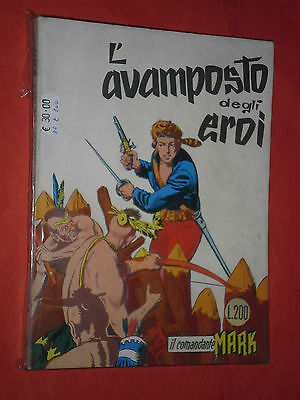 L'
avamposto
degli
eroi
€ 30.00
L.200
il comandante MARK